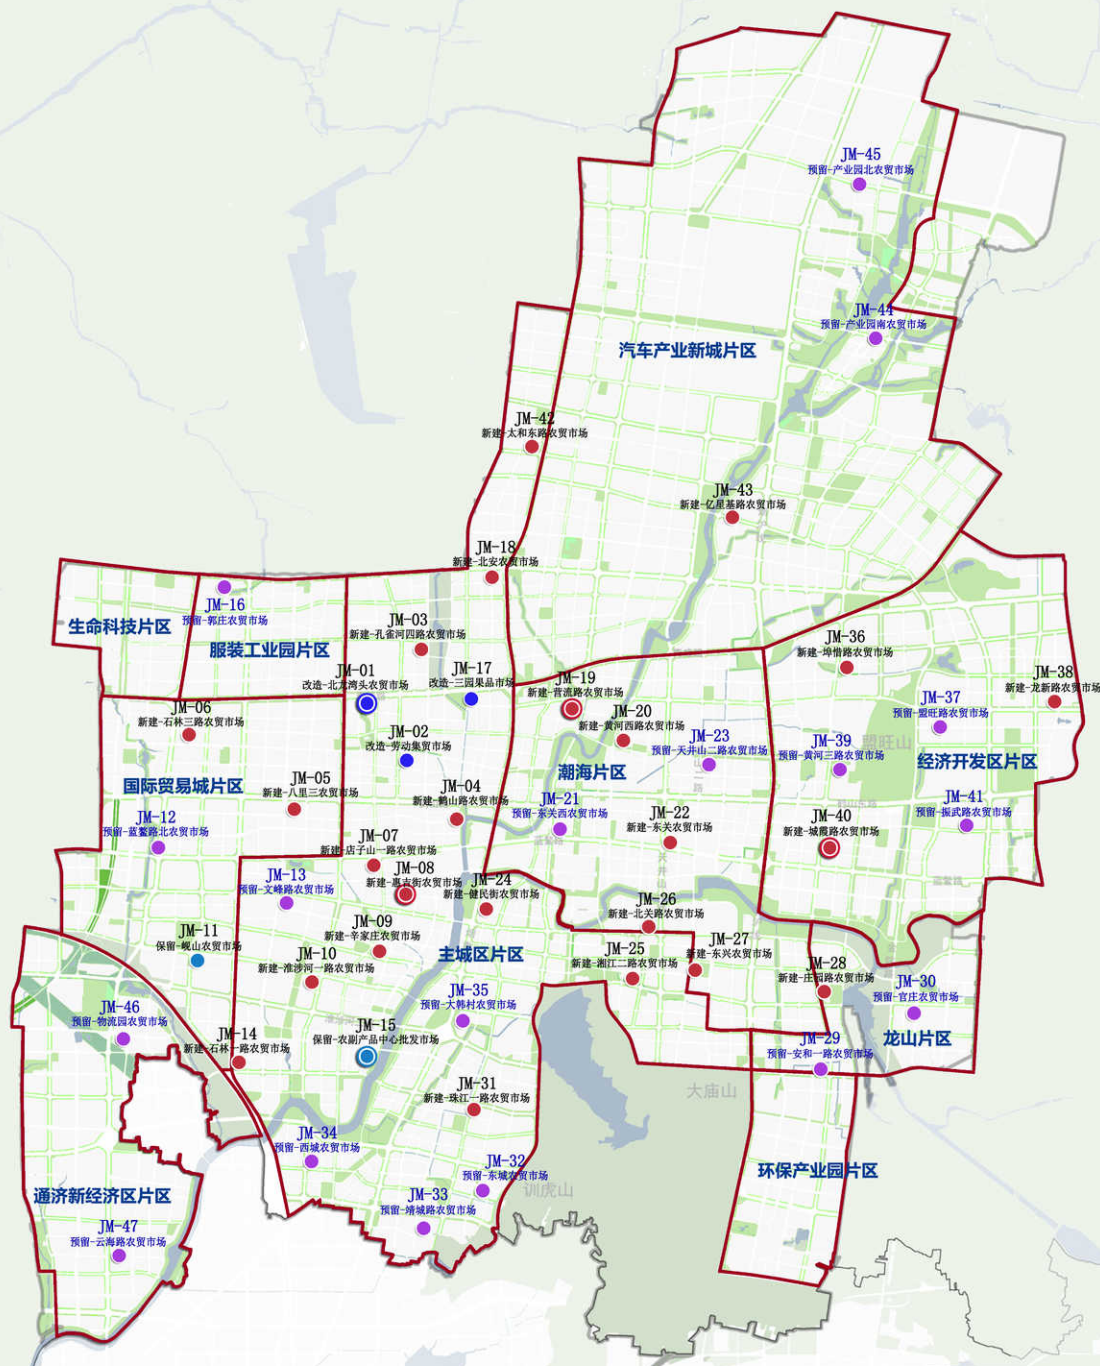 JM-45
预留-产业园北农贸市场
JM-44
预留-产业园南农贸市场
汽车产业新城片区
JM-42
新建-太和东路农贸市场
JM-43
新建-亿星基路农贸市场
JM-18
新建-北安农贸市场
JM-16
预留-郭庄农贸市场
生命科技片区
服装工业园片区
JM-03
新建-孔雀河四路农贸市场
JM-36
新建-埠惜路农贸市场
JM-01
改造-北龙湾头农贸市场
JM-17
改造-三园果品市场
JM-19
新建-营流路农贸市场
JM-38
新建-龙新路农贸市场
JM-06
新建-石林三路农贸市场
JM-20
新建-黄河西路农贸市场
JM-37
预留-盟旺路农贸市场
JM-02
改造-劳动集贸市场
JM-23
预留-天井山二路农贸市场
JM-39
预留-黄河三路农贸市场
盟旺山
经济开发区片区
潮海片区
国际贸易城片区
JM-05
新建-八里三农贸市场
JM-04
新建-鹤山路农贸市场
JM-21
预留-东关西农贸市场
JM-22
新建-东关农贸市场
JM-40
新建-城霞路农贸市场
JM-41
预留-振武路农贸市场
JM-12
预留-蓝鳌路北农贸市场
JM-07
新建-店子山一路农贸市场
JM-13
预留-文峰路农贸市场
JM-08
新建-惠吉街农贸市场
JM-24
新建-健民街农贸市场
JM-26
新建-北关路农贸市场
JM-11
保留-岘山农贸市场
JM-09
新建-辛家庄农贸市场
主城区片区
JM-10
新建-淮涉河一路农贸市场
JM-25
新建-湘江二路农贸市场
JM-27
新建-东兴农贸市场
JM-28
新建-庄园路农贸市场
JM-30
预留-官庄农贸市场
JM-35
预留-大韩村农贸市场
JM-46
预留-物流园农贸市场
JM-14
新建-石林一路农贸市场
JM-15
保留-农副产品中心批发市场
JM-29
预留-安和一路农贸市场
龙山片区
JM-31
新建-珠江一路农贸市场
大庙山
JM-34
预留-西城农贸市场
JM-32
预留-东城农贸市场
训虎山
环保产业园片区
JM-33
预留-靖城路农贸市场
通济新经济区片区
JM-47
预留-云海路农贸市场